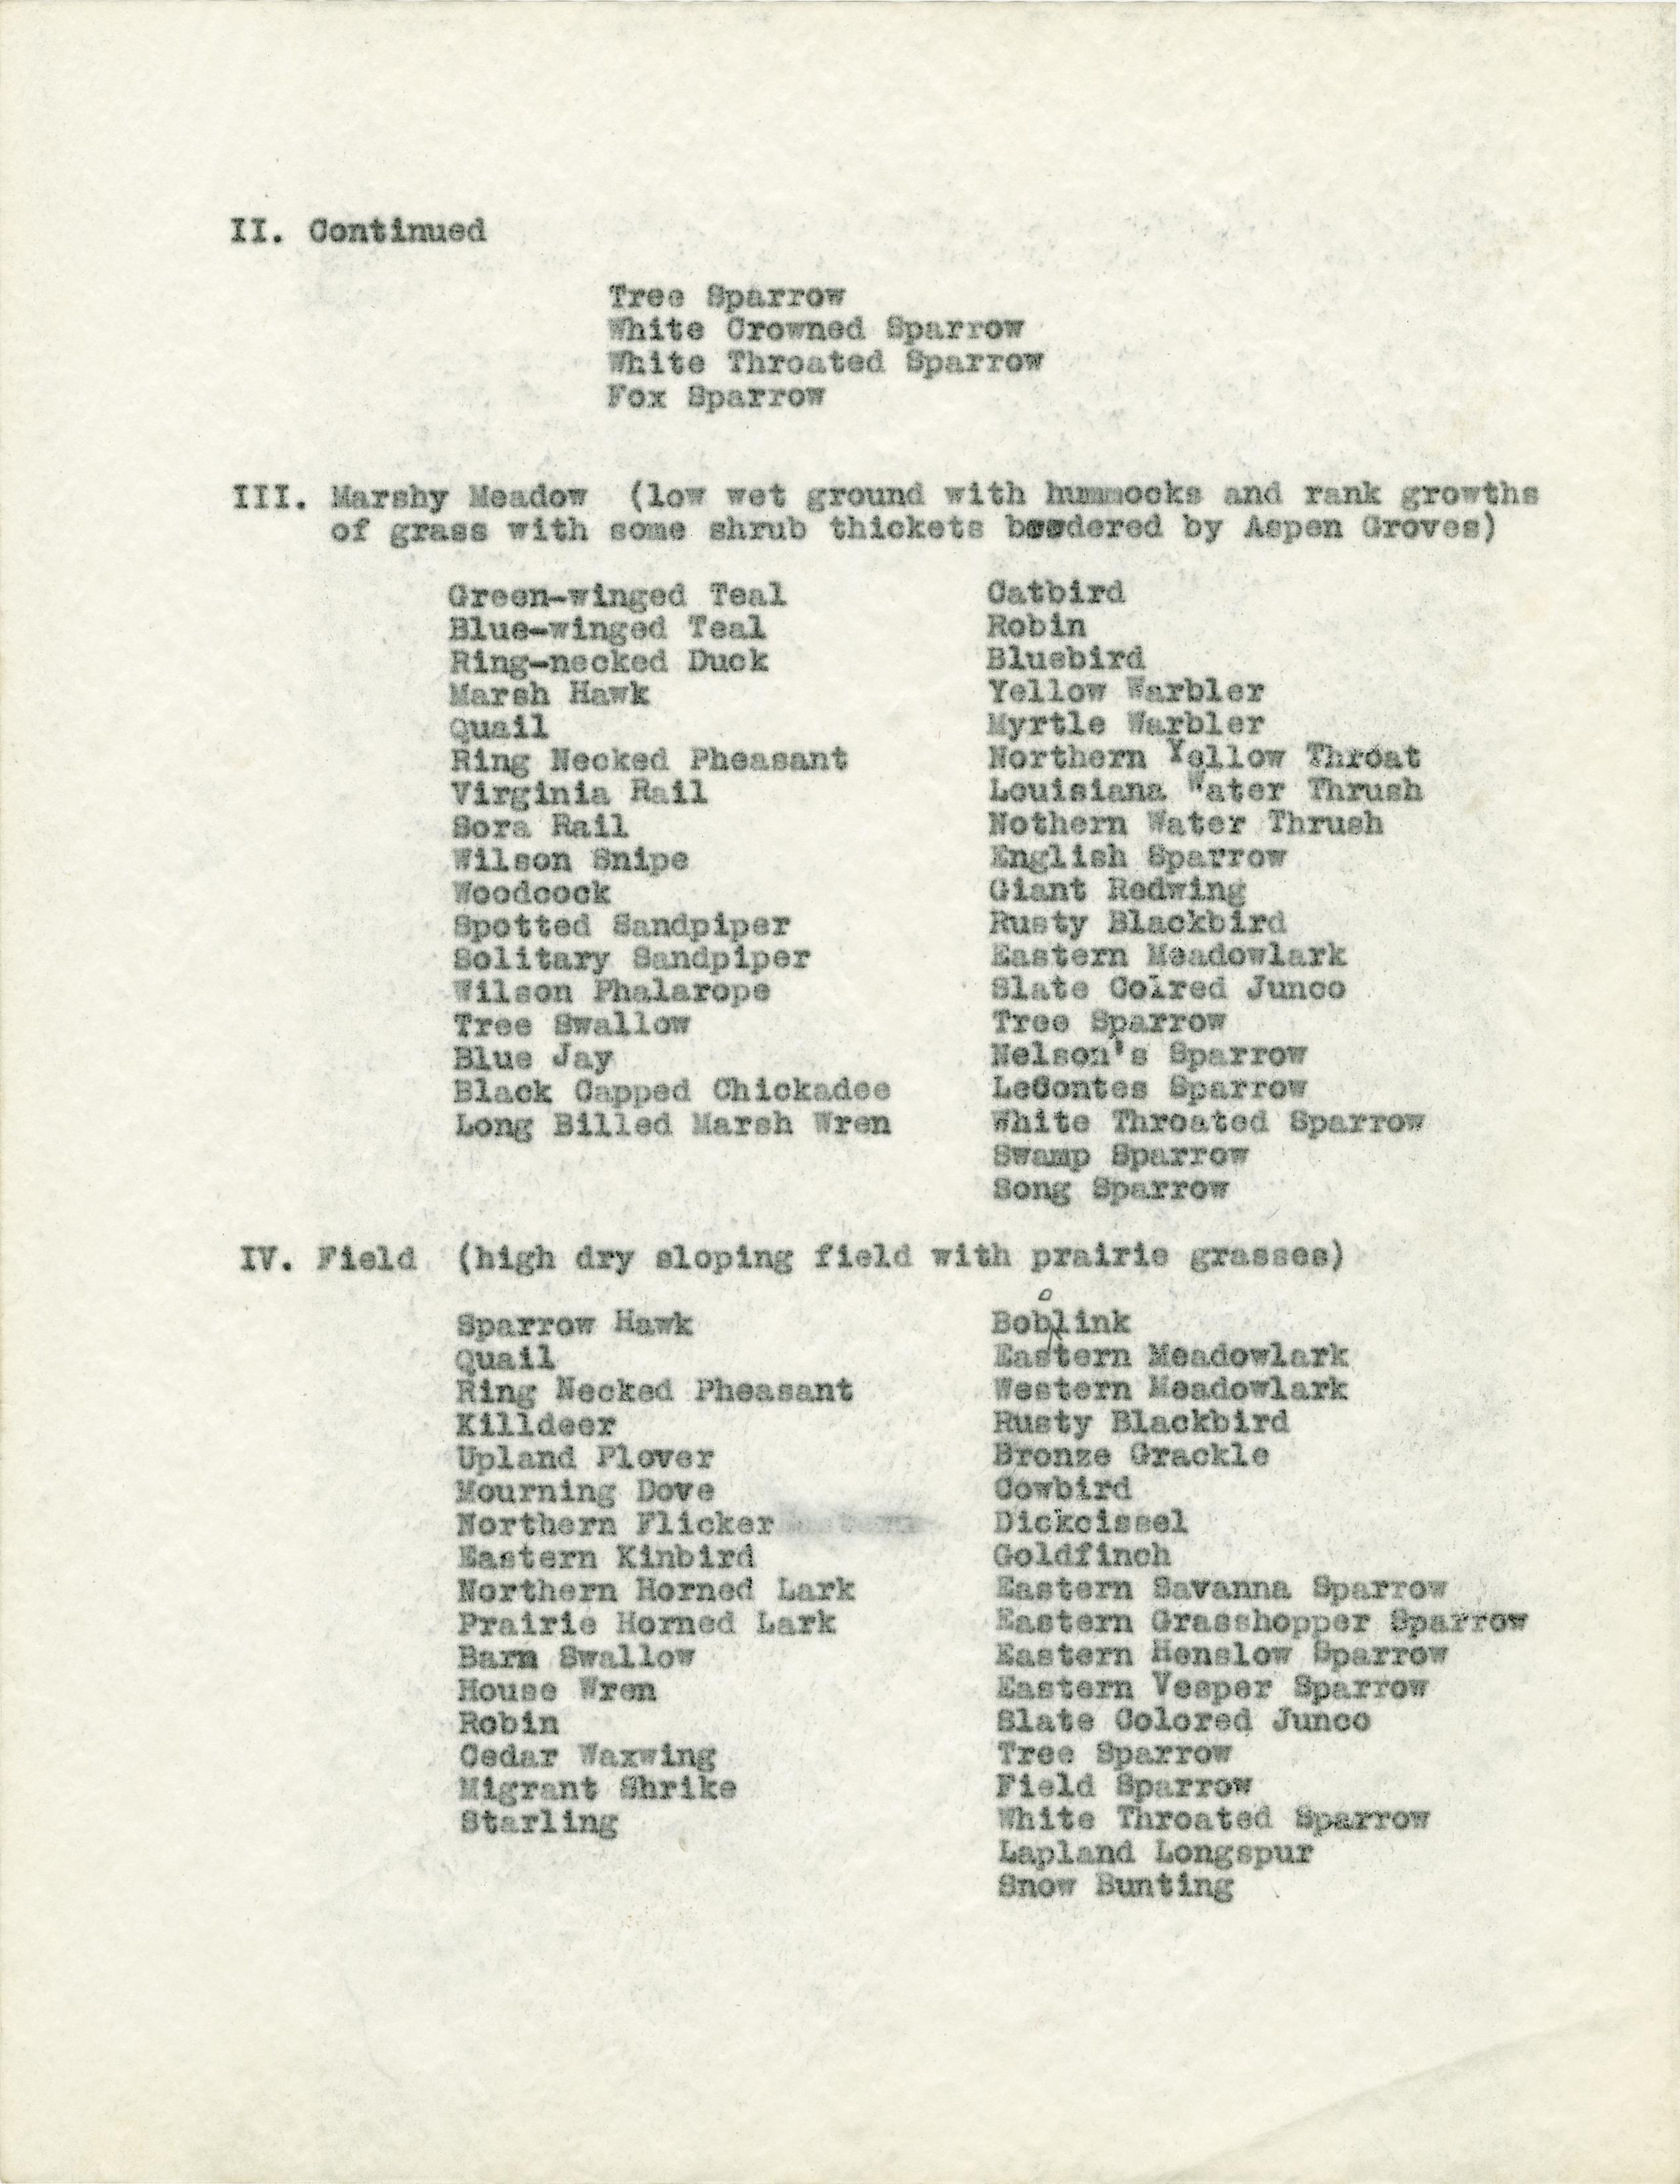 II. Continued
Tree Sparrow
White Crowned Sparrow
White Throated Sparrow
Fox Sparrow
III. Marshy Meadow (low wet ground with hummocks and rank growths
of grass with some shrub thickets bordered by Aspen Groves)
Green-winged Teal
Blue-winged Teal
Ring-necked Duck
Marsh Hawk
Quail
Ring Necked Pheasant
Virginia Rail
Sora Rail
Wilson Snipe
Woodcock
Spotted Sandpiper
Solitary Sandpiper
Wilson Phalarope
Tree Swallow
Blue Jay
Black Capped Chickadee
Long Billed Marsh Wren
Catbird
Robin
Bluebird
Yellow Warbler
Myrtle Warbler
Northern Yellow Throat
Louisiana Water Thrush
Nothern Water Thrush
English Sparrow
Giant Redwing
Rusty Blackbird
Eastern Meadowlark
Slate Colred Junco
Tree Sparrow
Nelson's Sparrow
LeContes Sparrow
White Throated Sparrow
Swamp Sparrow
Song Sparrow
IV. Field (high dry sloping field with prairie grasses)
Sparrow Hawk
Quail
Ring Necked Pheasant
Killdeer
Upland Plover
Mourning Dove
Northern Flicker
Eastern Kinbird
Northern Horned Lark
Prairie Horned Lark
Barn Swallow
House Wren
Robin
Cedar Waxwing
Migrant Shrike
Starling
Bobolink
Eastern Meadowlark
Western Meadowlark
Rusty Blackbird
Bronze Grackle
Cowbird
Dickcissel
Goldfinch
Eastern Savanna Sparrow
Eastern Grasshopper Sparrow
Eastern Henslow Sparrow
Eastern Vesper Sparrow
Slate Colored Junco
Tree Sparrow
Field Sparrow
White Throated Sparrow
Lapland Longspur
Snow Bunting